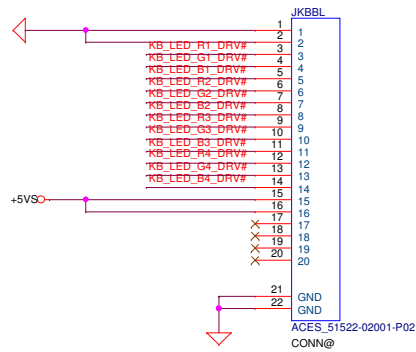 JKBBL
1 1
2 2
KB_LED_R1_DRV# 3 3
KB_LED_G1_DRV# 4 4
KB_LED_B1_DRV# 5 5
KB_LED_R2_DRV# 6 6
KB_LED_G2_DRV# 7 7
KB_LED_B2_DRV# 8 8
KB_LED_R3_DRV# 9 9
KB_LED_G3_DRV# 10 10
KB_LED_B3_DRV# 11 11
KB_LED_R4_DRV# 12 12
KB_LED_G4_DRV# 13 13
KB_LED_B4_DRV# 14 14
+5VS 15 15
16 16
17 17
18 18
19 19
20 20
21 GND
22 GND
ACES_51522-02001-P02
CONN@